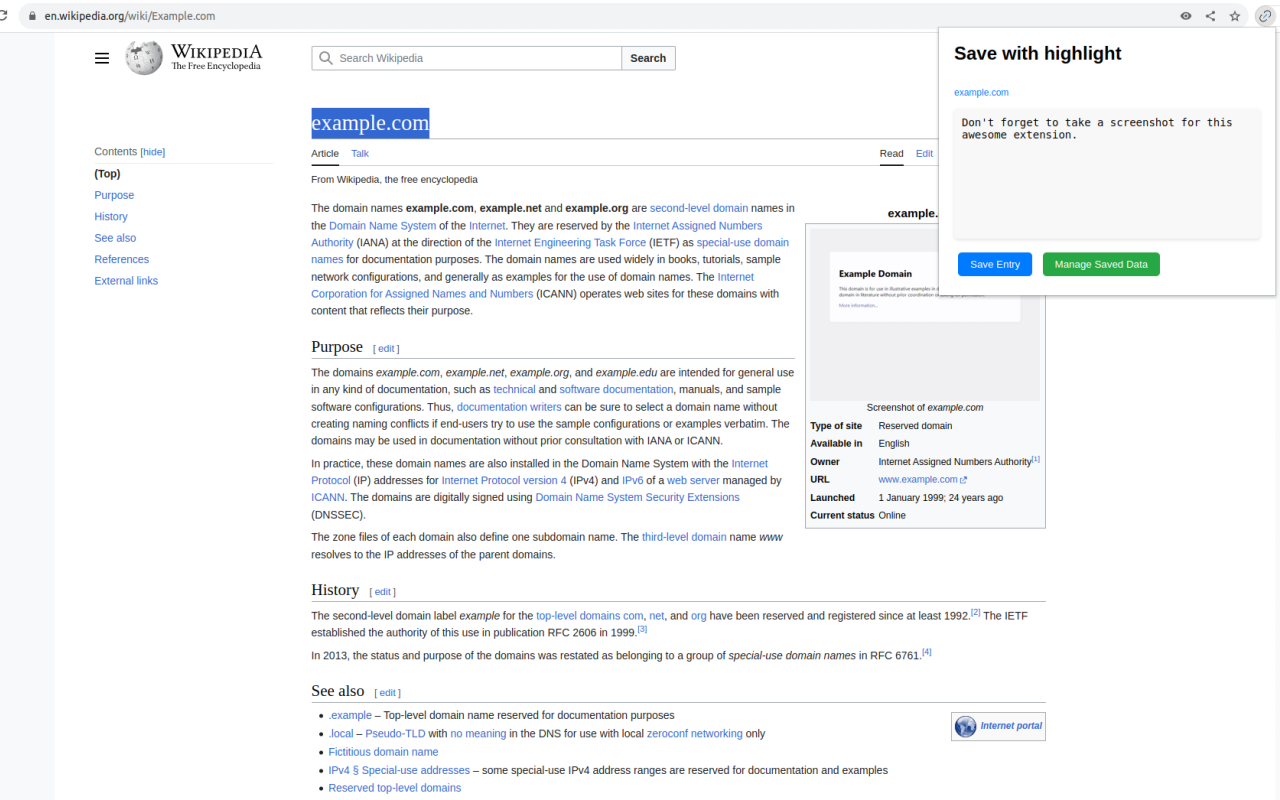 en.wikipedia.org/wiki/Example.com
WIKIPEDIA
The Free Encyclopedia
Search Wikipedia
Search
Save with highlight
example.com
Don't forget to take a screenshot for this
awesome extension.
Save Entry
Manage Saved Data
example.com
Article
Talk
Read
Edit
From Wikipedia, the free encyclopedia
Contents [hide]
(Top)
Purpose
History
See also
References
External links
The domain names example.com, example.net and example.org are second-level domain names in
the Domain Name System of the Internet. They are reserved by the Internet Assigned Numbers
Authority (IANA) at the direction of the Internet Engineering Task Force (IETF) as special-use domain
names for documentation purposes. The domain names are used widely in books, tutorials, sample
network configurations, and generally as examples for the use of domain names. The Internet
Corporation for Assigned Names and Numbers (ICANN) operates web sites for these domains with
content that reflects their purpose.
example.
Example Domain
This domain is for use in illustrative examples in
domain in literature without prior coordination
More information...
Screenshot of example.com
Type of site Reserved domain
Available in English
Owner Internet Assigned Numbers Authority[1]
URL www.example.com
Launched 1 January 1999; 24 years ago
Current status Online
Purpose [ edit ]
The domains example.com, example.net, example.org, and example.edu are intended for general use
in any kind of documentation, such as technical and software documentation, manuals, and sample
software configurations. Thus, documentation writers can be sure to select a domain name without
creating naming conflicts if end-users try to use the sample configurations or examples verbatim. The
domains may be used in documentation without prior consultation with IANA or ICANN.
In practice, these domain names are also installed in the Domain Name System with the Internet
Protocol (IP) addresses for Internet Protocol version 4 (IPv4) and IPv6 of a web server managed by
ICANN. The domains are digitally signed using Domain Name System Security Extensions
(DNSSEC).
The zone files of each domain also define one subdomain name. The third-level domain name www
resolves to the IP addresses of the parent domains.
History [ edit ]
The second-level domain label example for the top-level domains com, net, and org have been reserved and registered since at least 1992.[2] The IETF
established the authority of this use in publication RFC 2606 in 1999.[3]
In 2013, the status and purpose of the domains was restated as belonging to a group of special-use domain names in RFC 6761.[4]
See also [ edit ]
.example – Top-level domain name reserved for documentation purposes
.local – Pseudo-TLD with no meaning in the DNS for use with local zeroconf networking only
Fictitious domain name
IPv4 § Special-use addresses – some special-use IPv4 address ranges are reserved for documentation and examples
Reserved top-level domains
Internet portal